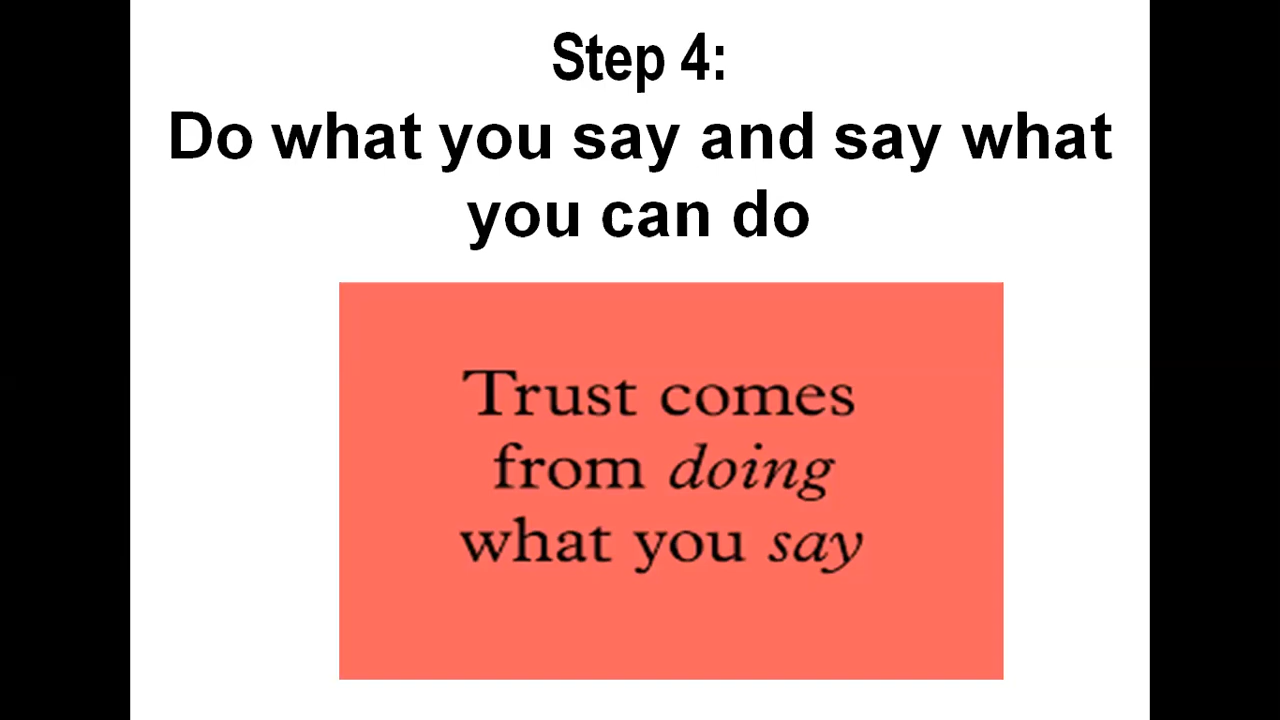 Step 4:
Do what you say and say what
you can do
Trust comes
from doing
what you say